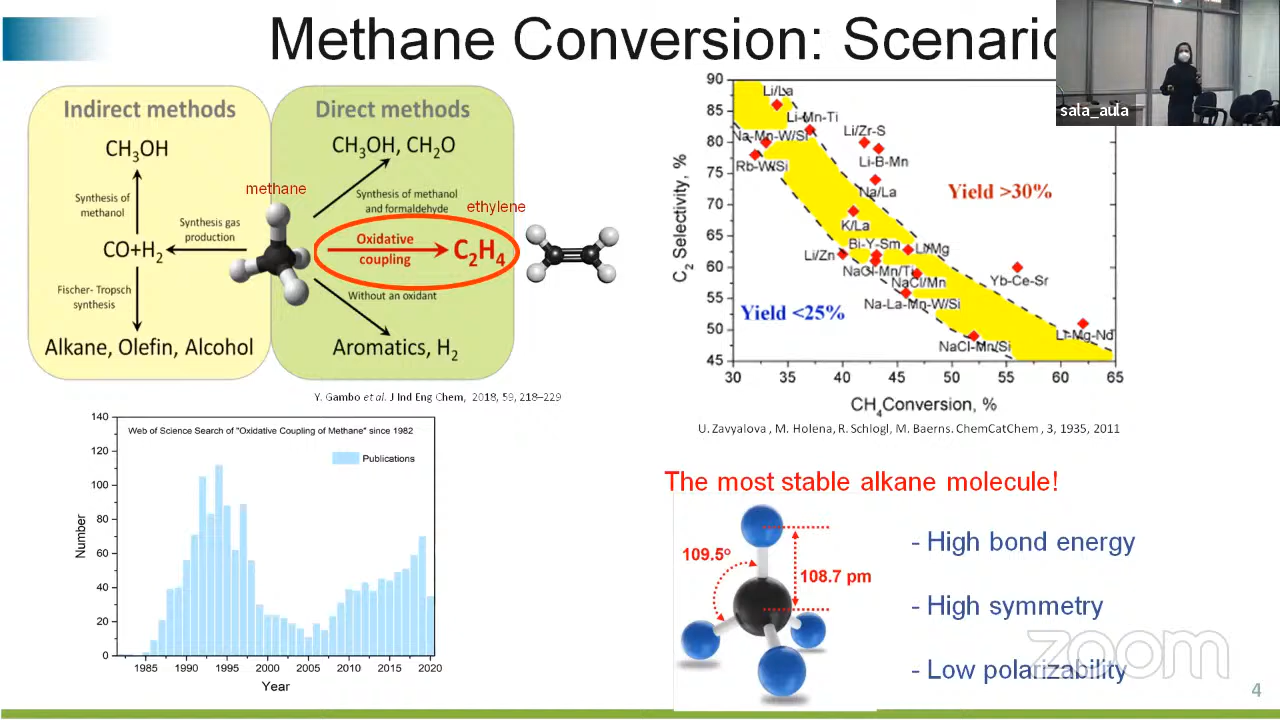 Methane Conversion: Scenario
sala_aula
Indirect methods
Direct methods
CH₃OH
CH₃OH, CH₂O
methane
Synthesis of
methanol
Synthesis of methanol
and formaldehyde
ethylene
Synthesis gas
production
CO+H₂
Oxidative
coupling
C₂H₄
Fischer- Tropsch
synthesis
Without an oxidant
Alkane, Olefin, Alcohol
Aromatics, H₂
Y. Gambo et al. J Ind Eng Chem, 2018, 59, 218–229
90
85
80
75
70
65
60
55
50
45
C₂ Selectivity, %
Li/La
Li-Mn-Ti
Na-Mn-W/Si
Li/Zr-S
Li-B-Mn
Rb-W/Si
Na/La
Yield >30%
K/La
Bi-Y-Sm
Li/Mg
Li/Zn
NaCl-Mn/Ti
NaCl/Mn
Yb-Ce-Sr
Na-La-Mn-W/Si
Yield <25%
Li-Mg-Nd
NaCl-Mn/Si
30 35 40 45 50 55 60 65
CH₄Conversion, %
U. Zavyalova , M. Holena, R. Schlogl, M. Baerns. ChemCatChem , 3, 1935, 2011
140
120
100
80
60
40
20
0
Number
Web of Science Search of "Oxidative Coupling of Methane" since 1982
Publications
1985 1990 1995 2000 2005 2010 2015 2020
Year
The most stable alkane molecule!
109.5º
108.7 pm
- High bond energy
- High symmetry
- Low polarizability
zoom
4